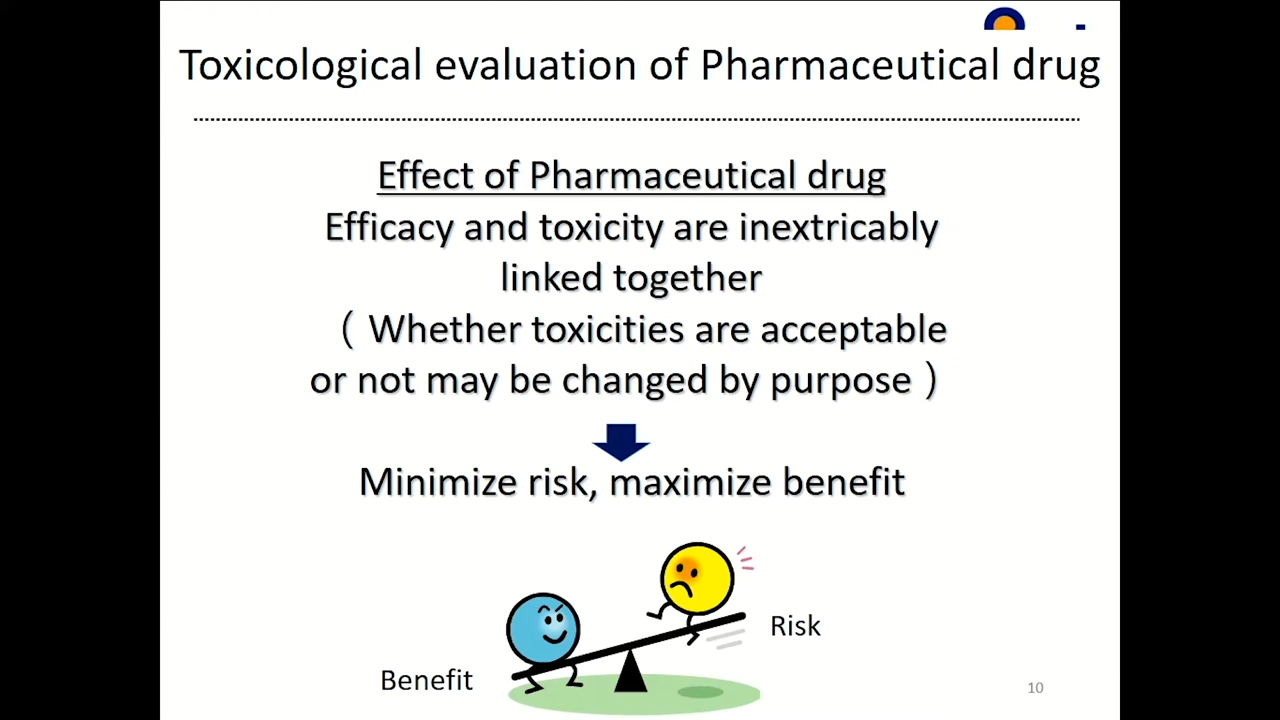 Toxicological evaluation of Pharmaceutical drug
Effect of Pharmaceutical drug
Efficacy and toxicity are inextricably
linked together
（ Whether toxicities are acceptable
or not may be changed by purpose ）
Minimize risk, maximize benefit
Risk
Benefit
10